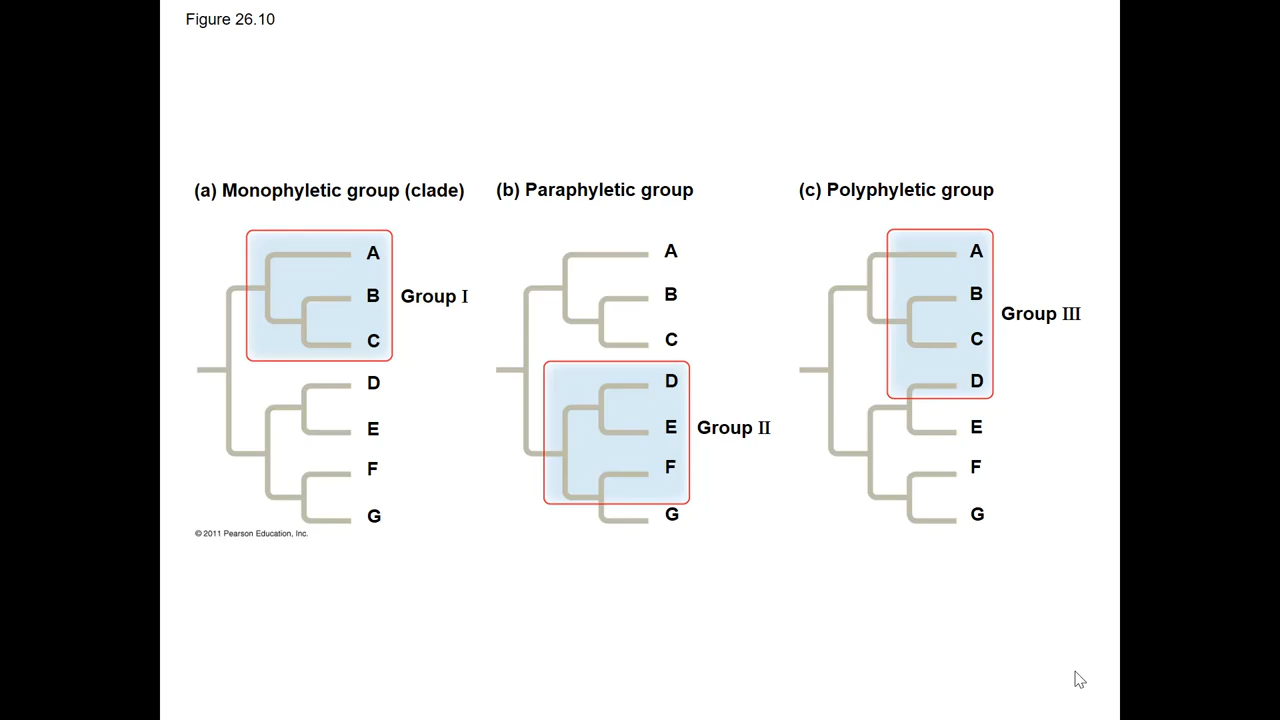 Figure 26.10
(a) Monophyletic group (clade)
A
B
C
D
E
F
G
Group I
(b) Paraphyletic group
A
B
C
D
E
F
G
Group II
(c) Polyphyletic group
A
B
C
D
E
F
G
Group III
© 2011 Pearson Education, Inc.